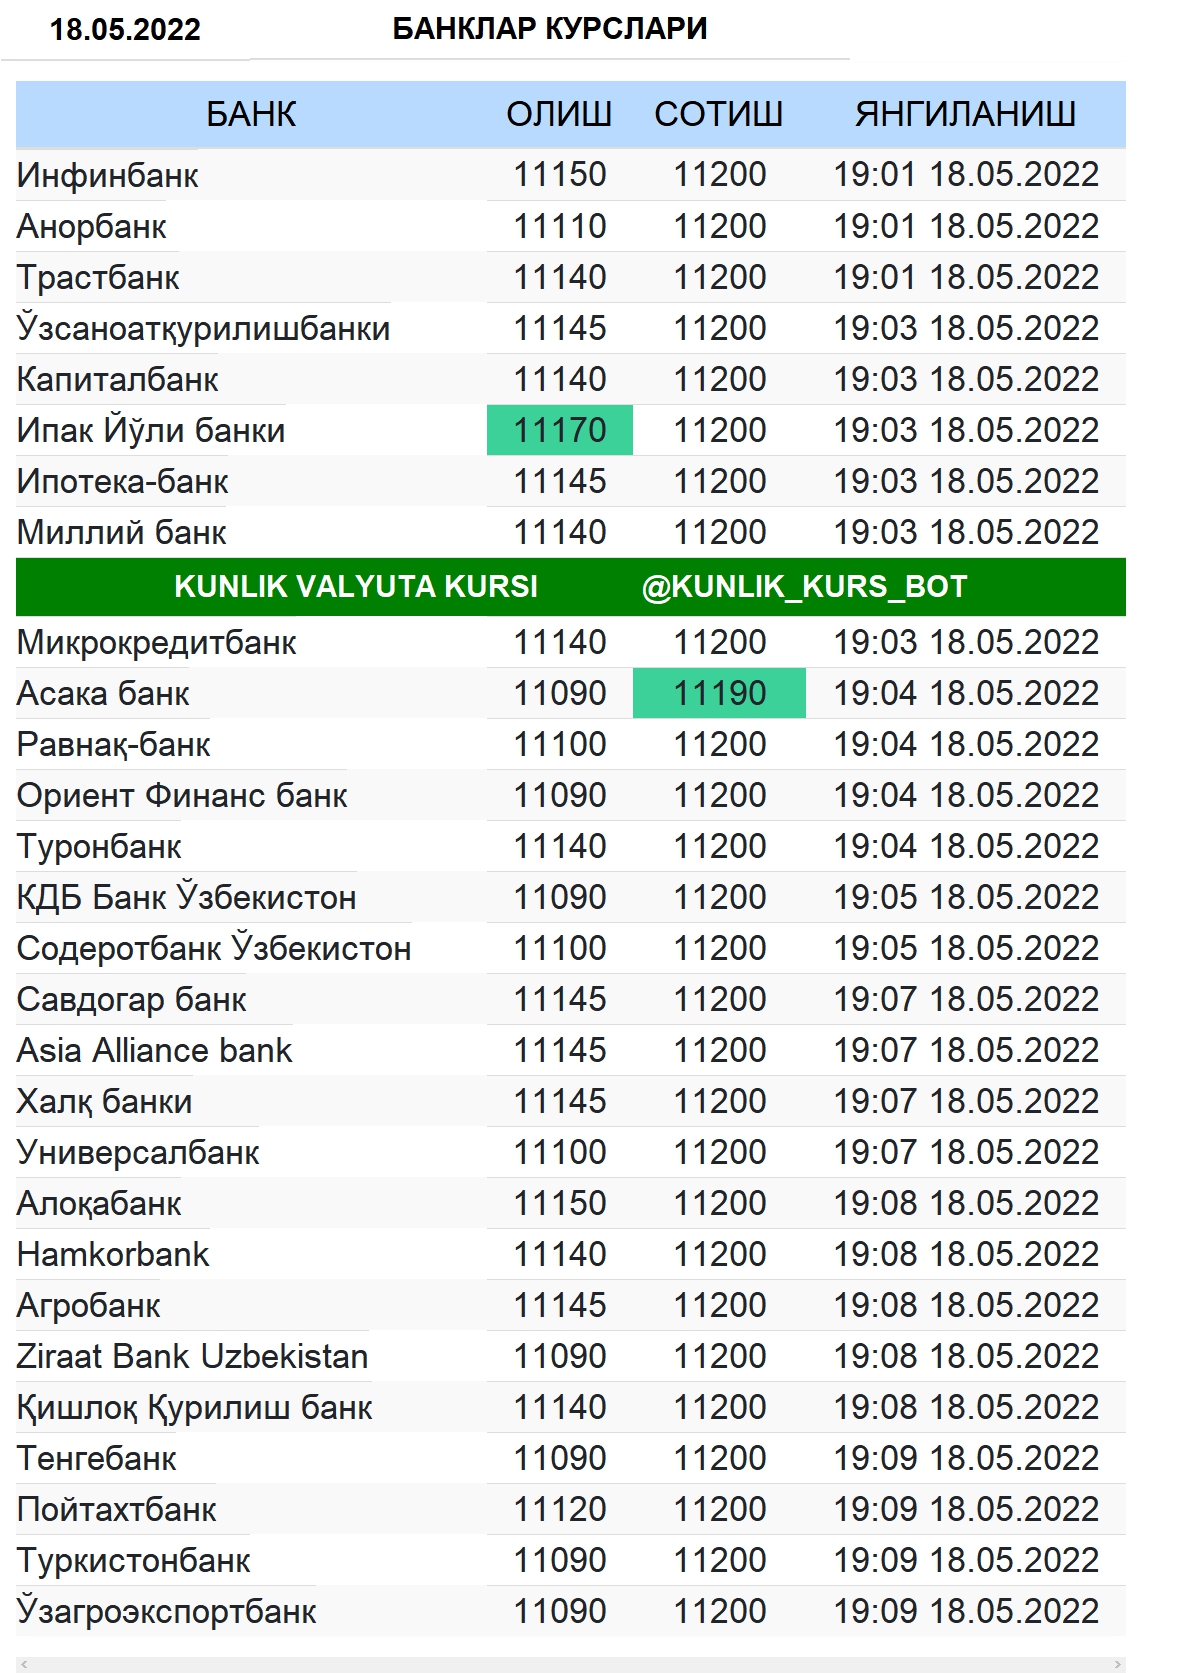 18.05.2022 БАНКЛАР КУРСЛАРИ
БАНК ОЛИШ СОТИШ ЯНГИЛАНИШ
Инфинбанк 11150 11200 19:01 18.05.2022
Анорбанк 11110 11200 19:01 18.05.2022
Трастбанк 11140 11200 19:01 18.05.2022
Ўзсаноатқурилишбанки 11145 11200 19:03 18.05.2022
Капиталбанк 11140 11200 19:03 18.05.2022
Ипак Йўли банки 11170 11200 19:03 18.05.2022
Ипотека-банк 11145 11200 19:03 18.05.2022
Миллий банк 11140 11200 19:03 18.05.2022
KUNLIK VALYUTA KURSI @KUNLIK_KURS_BOT
Микрокредитбанк 11140 11200 19:03 18.05.2022
Асака банк 11090 11190 19:04 18.05.2022
Равнақ-банк 11100 11200 19:04 18.05.2022
Ориент Финанс банк 11090 11200 19:04 18.05.2022
Туронбанк 11140 11200 19:04 18.05.2022
КДБ Банк Ўзбекистон 11090 11200 19:05 18.05.2022
Содеротбанк Ўзбекистон 11100 11200 19:05 18.05.2022
Савдогар банк 11145 11200 19:07 18.05.2022
Asia Alliance bank 11145 11200 19:07 18.05.2022
Халқ банки 11145 11200 19:07 18.05.2022
Универсалбанк 11100 11200 19:07 18.05.2022
Алоқабанк 11150 11200 19:08 18.05.2022
Hamkorbank 11140 11200 19:08 18.05.2022
Агробанк 11145 11200 19:08 18.05.2022
Ziraat Bank Uzbekistan 11090 11200 19:08 18.05.2022
Қишлоқ Қурилиш банк 11140 11200 19:08 18.05.2022
Тенгебанк 11090 11200 19:09 18.05.2022
Пойтахтбанк 11120 11200 19:09 18.05.2022
Туркистонбанк 11090 11200 19:09 18.05.2022
Ўзагроэкспортбанк 11090 11200 19:09 18.05.2022